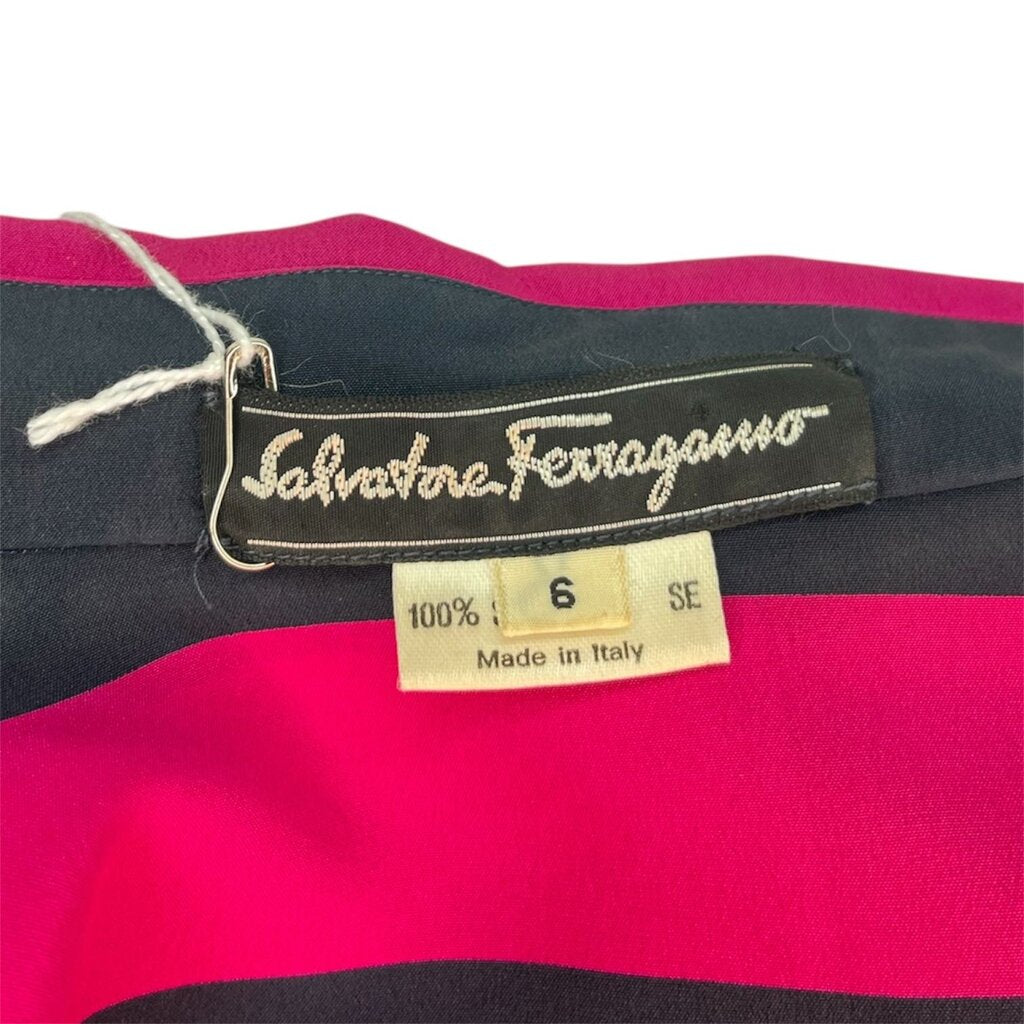 Salvatore Ferragamo
100% 6 SE
Made in Italy